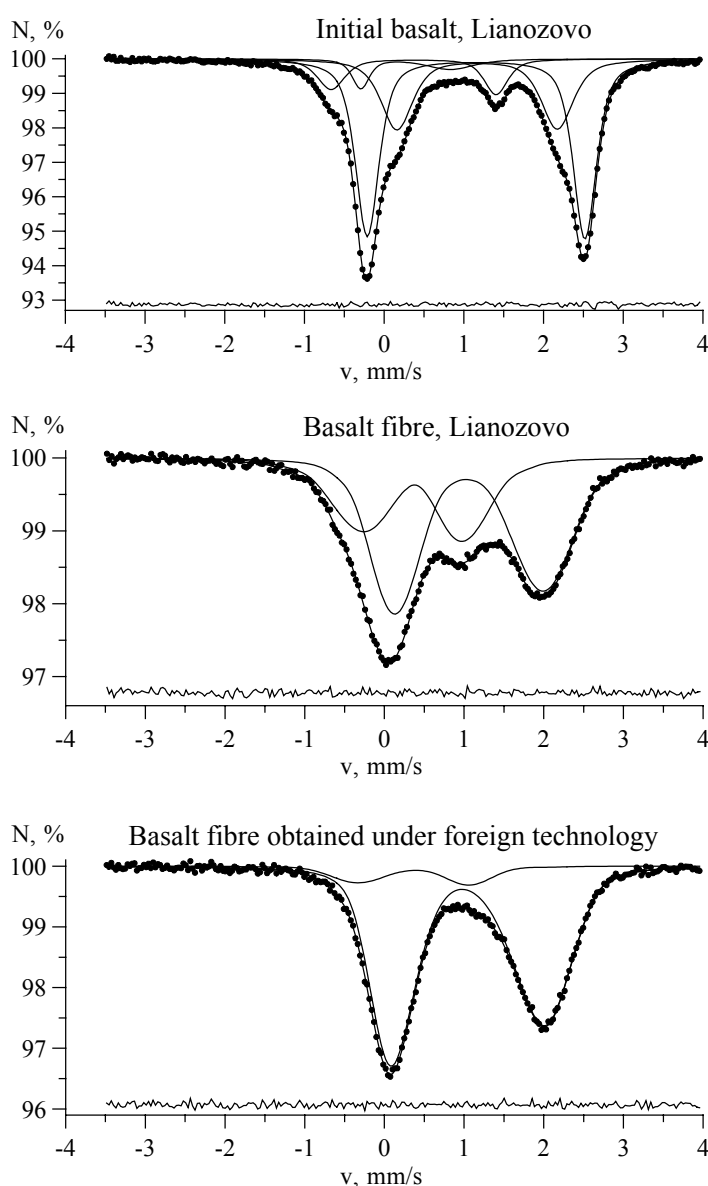 N, %
Initial basalt, Lianozovo
100
99
98
97
96
95
94
93
-4 -3 -2 -1 0 1 2 3 4
v, mm/s
N, %
Basalt fibre, Lianozovo
100
99
98
97
-4 -3 -2 -1 0 1 2 3 4
v, mm/s
N, %
Basalt fibre obtained under foreign technology
100
99
98
97
96
-4 -3 -2 -1 0 1 2 3 4
v, mm/s